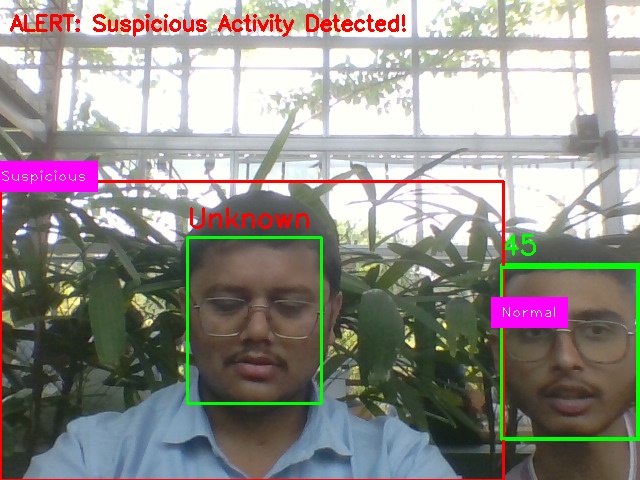 ALERT: Suspicious Activity Detected!
Suspicious
Unknown
45
Normal